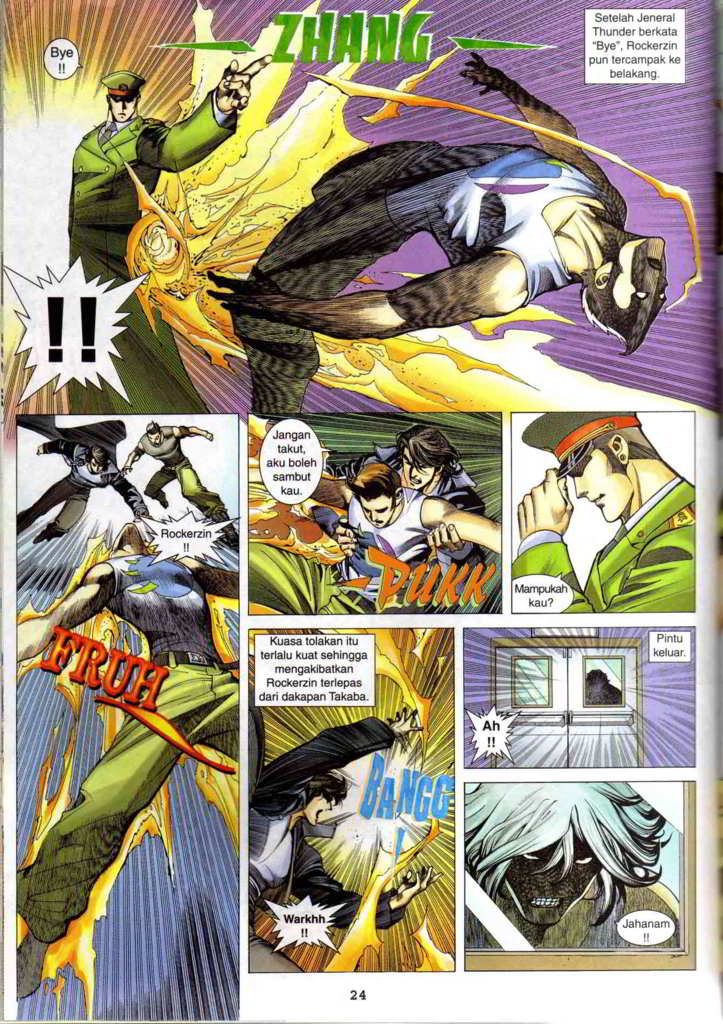 Bye
!!
ZHANG
Setelah Jeneral
Thunder berkata
"Bye", Rockerzin
pun tercampak ke
belakang.
!!
Rockerzin
!!
FRUH
Jangan
takut,
aku boleh
sambut
kau.
PUKK
Mampukah
kau?
Kuasa tolakan itu
terlalu kuat sehingga
mengakibatkan
Rockerzin terlepas
dari dakapan Takaba.
BANGG
!
Warkhh
!!
Pintu
keluar.
Ah
!!
Jahanam
!!
24